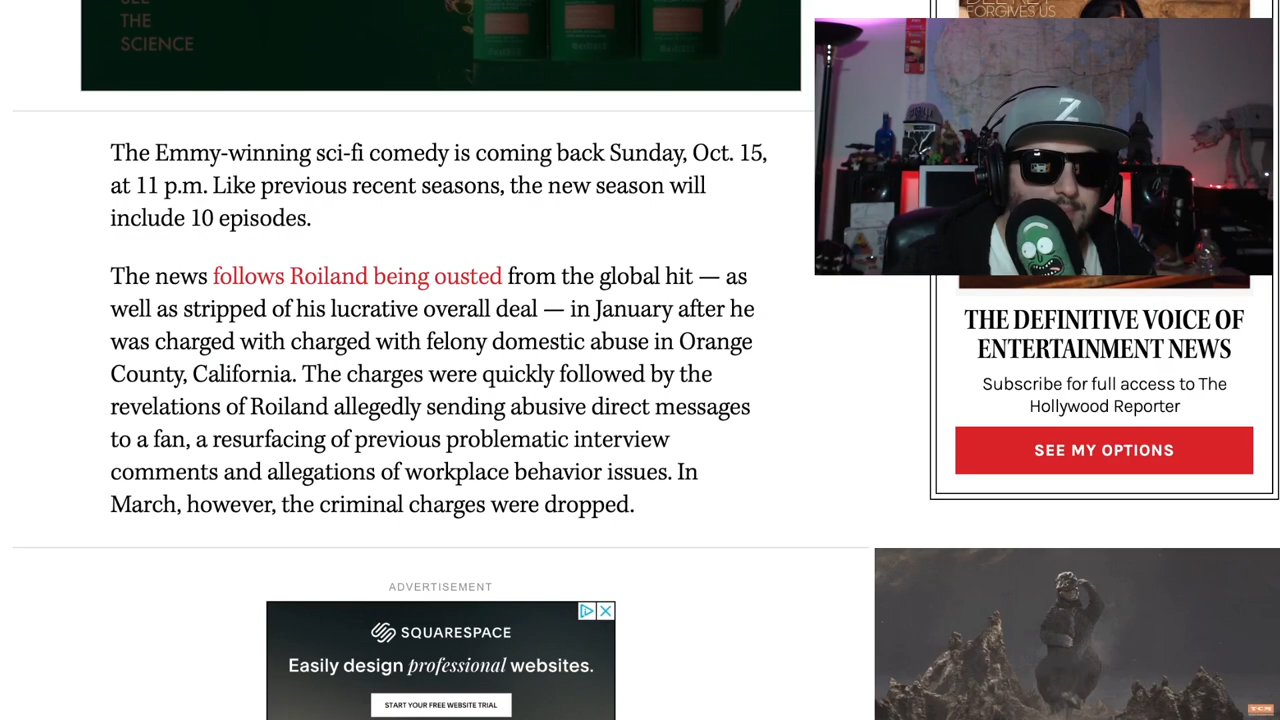 SEE
THE
SCIENCE
FORGIVES US
Z
The Emmy-winning sci-fi comedy is coming back Sunday, Oct. 15,
at 11 p.m. Like previous recent seasons, the new season will
include 10 episodes.
The news follows Roiland being ousted from the global hit — as
well as stripped of his lucrative overall deal — in January after he
was charged with charged with felony domestic abuse in Orange
County, California. The charges were quickly followed by the
revelations of Roiland allegedly sending abusive direct messages
to a fan, a resurfacing of previous problematic interview
comments and allegations of workplace behavior issues. In
March, however, the criminal charges were dropped.
THE DEFINITIVE VOICE OF
ENTERTAINMENT NEWS
Subscribe for full access to The
Hollywood Reporter
SEE MY OPTIONS
ADVERTISEMENT
SQUARESPACE
Easily design professional websites.
START YOUR FREE WEBSITE TRIAL
TCM